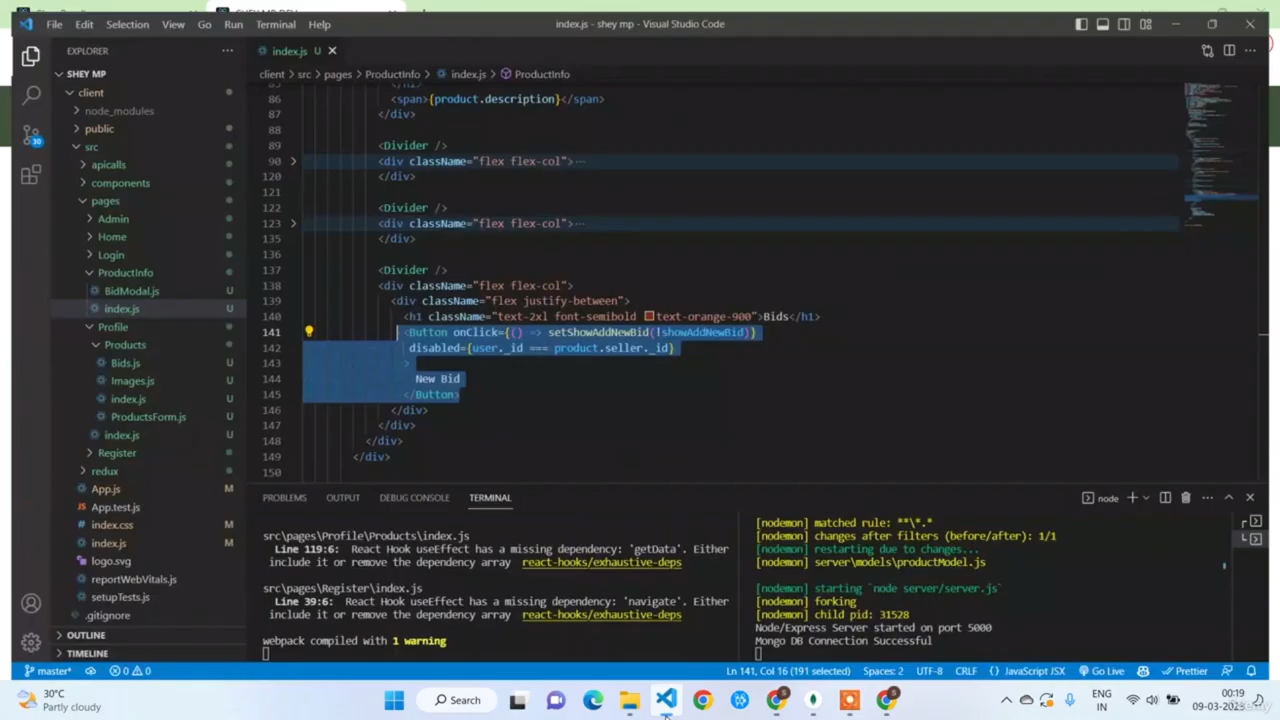 File Edit Selection View Go Run Terminal Help
index.js - shey mp - Visual Studio Code
EXPLORER
index.js U
SHEY MP
client > src > pages > ProductInfo > index.js > ProductInfo
client
node_modules
public
src
apicalls
components
pages
Admin
Home
Login
ProductInfo
BidModal.js U
index.js U
Profile
Products
Bids.js U
Images.js U
index.js U
ProductsForm.js U
index.js U
Register
redux
App.js M
App.test.js
index.css M
index.js M
logo.svg
reportWebVitals.js
setupTests.js
.gitignore
OUTLINE
TIMELINE
30
86 <span>{product.description}</span>
87 </div>
88
89 <Divider />
90 <div className="flex flex-col">
120 </div>
121
122 <Divider />
123 <div className="flex flex-col">
135 </div>
136
137 <Divider />
138 <div className="flex flex-col">
139 <div className="flex justify-between">
140 <h1 className="text-2xl font-semibold text-orange-900">Bids</h1>
141 <Button onClick={() => setShowAddNewBid(!showAddNewBid)}
142 disabled={user._id === product.seller._id}
143 >
144 New Bid
145 </Button>
146 </div>
147 </div>
148 </div>
149 </div>
150
PROBLEMS OUTPUT DEBUG CONSOLE TERMINAL
node
src\pages\Profile\Products\index.js
Line 119:6: React Hook useEffect has a missing dependency: 'getData'. Either
include it or remove the dependency array react-hooks/exhaustive-deps
src\pages\Register\index.js
Line 39:6: React Hook useEffect has a missing dependency: 'navigate'. Either
include it or remove the dependency array react-hooks/exhaustive-deps
webpack compiled with 1 warning
[nodemon] matched rule: **\*.*
[nodemon] changes after filters (before/after): 1/1
[nodemon] restarting due to changes...
[nodemon] server\models\productModel.js
[nodemon] starting `node server/server.js`
[nodemon] forking
[nodemon] child pid: 31528
Node/Express Server started on port 5000
Mongo DB Connection Successful
master* 0 0 Ln 141, Col 16 (191 selected) Spaces: 2 UTF-8 CRLF {} JavaScript JSX Go Live Prettier
30°C
Partly cloudy
Search
ENG
IN
00:19